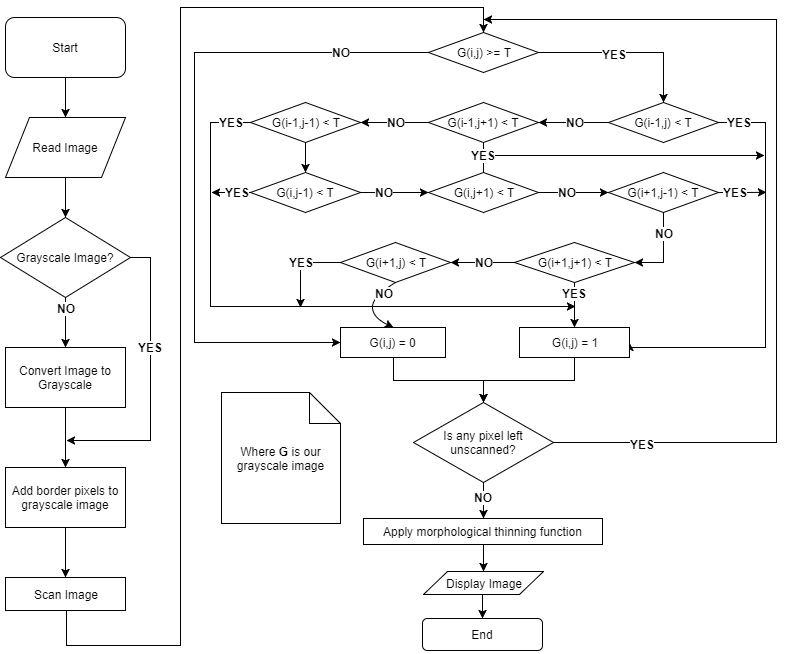 Start
Read Image
Grayscale Image?
NO
YES
Convert Image to
Grayscale
Add border pixels to
grayscale image
Scan Image
G(i,j) >= T
NO
YES
G(i-1,j) < T
YES
NO
G(i-1,j+1) < T
NO
YES
G(i-1,j-1) < T
YES
G(i,j-1) < T
YES
NO
G(i,j+1) < T
NO
G(i+1,j-1) < T
YES
NO
G(i+1,j+1) < T
NO
YES
G(i+1,j) < T
YES
NO
G(i,j) = 0
G(i,j) = 1
Where G is our
grayscale image
Is any pixel left
unscanned?
YES
NO
Apply morphological thinning function
Display Image
End